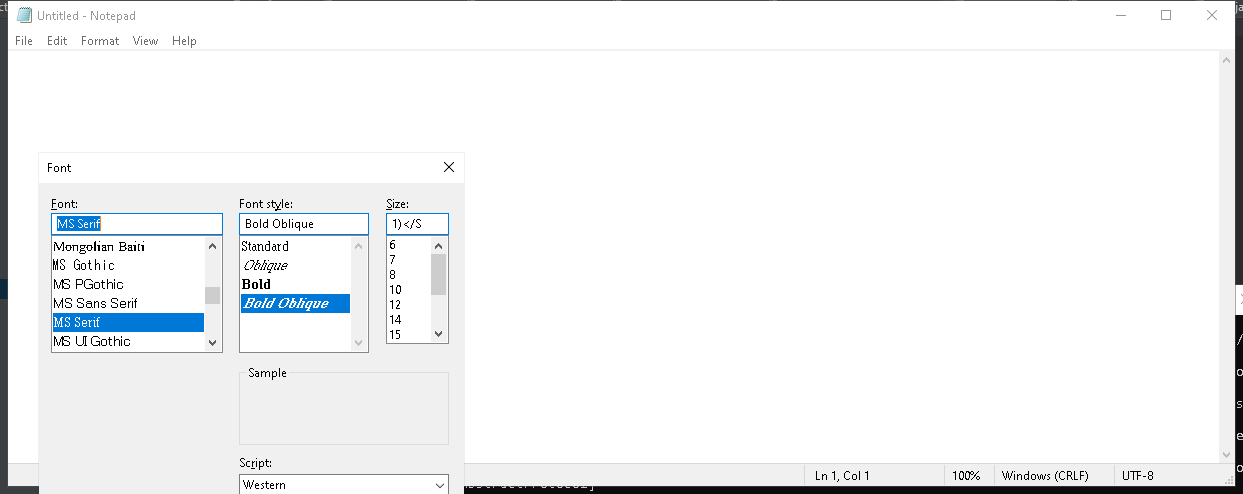 Untitled - Notepad
File Edit Format View Help
Font
Font: Font style: Size:
MS Serif Bold Oblique 1)</S
Mongolian Baiti Standard 6
MS Gothic Oblique 7
MS PGothic Bold 8
MS Sans Serif Bold Oblique 10
MS Serif 12
MS UI Gothic 14
15
Sample
Script:
Western
Ln 1, Col 1 100% Windows (CRLF) UTF-8